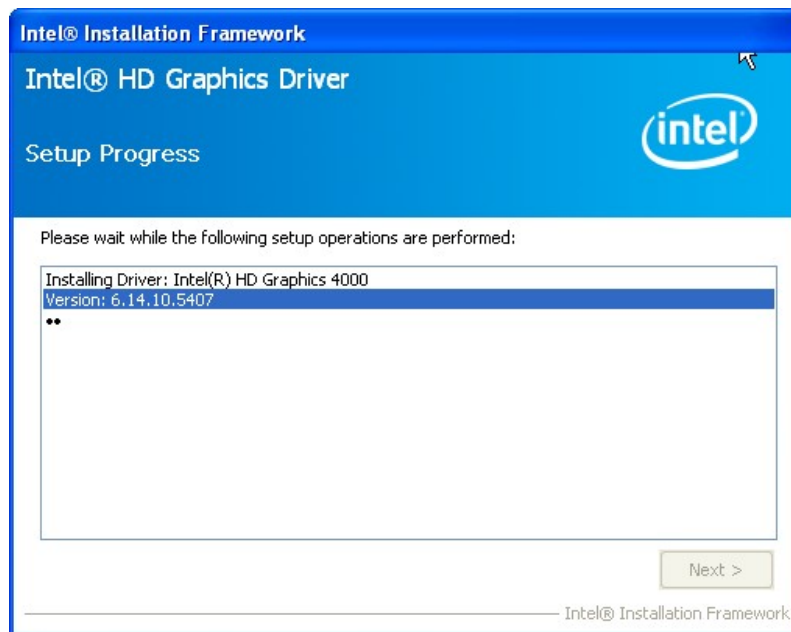 Intel® Installation Framework
Intel® HD Graphics Driver
intel
Setup Progress
Please wait while the following setup operations are performed:
Installing Driver: Intel(R) HD Graphics 4000
Version: 6.14.10.5407
••
Next >
Intel® Installation Framework